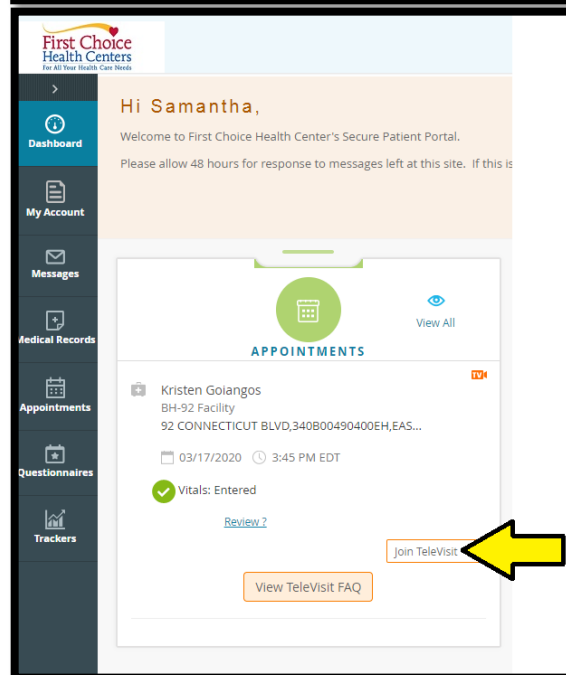 First Choice
Health Centers
For All Your Health Care Needs
Dashboard
My Account
Messages
Medical Records
Appointments
Questionnaires
Trackers
Hi Samantha,
Welcome to First Choice Health Center's Secure Patient Portal.
Please allow 48 hours for response to messages left at this site. If this is
View All
APPOINTMENTS
TV
Kristen Goiangos
BH-92 Facility
92 CONNECTICUT BLVD,340B00490400EH,EAS...
03/17/2020 3:45 PM EDT
Vitals: Entered
Review ?
Join TeleVisit
View TeleVisit FAQ